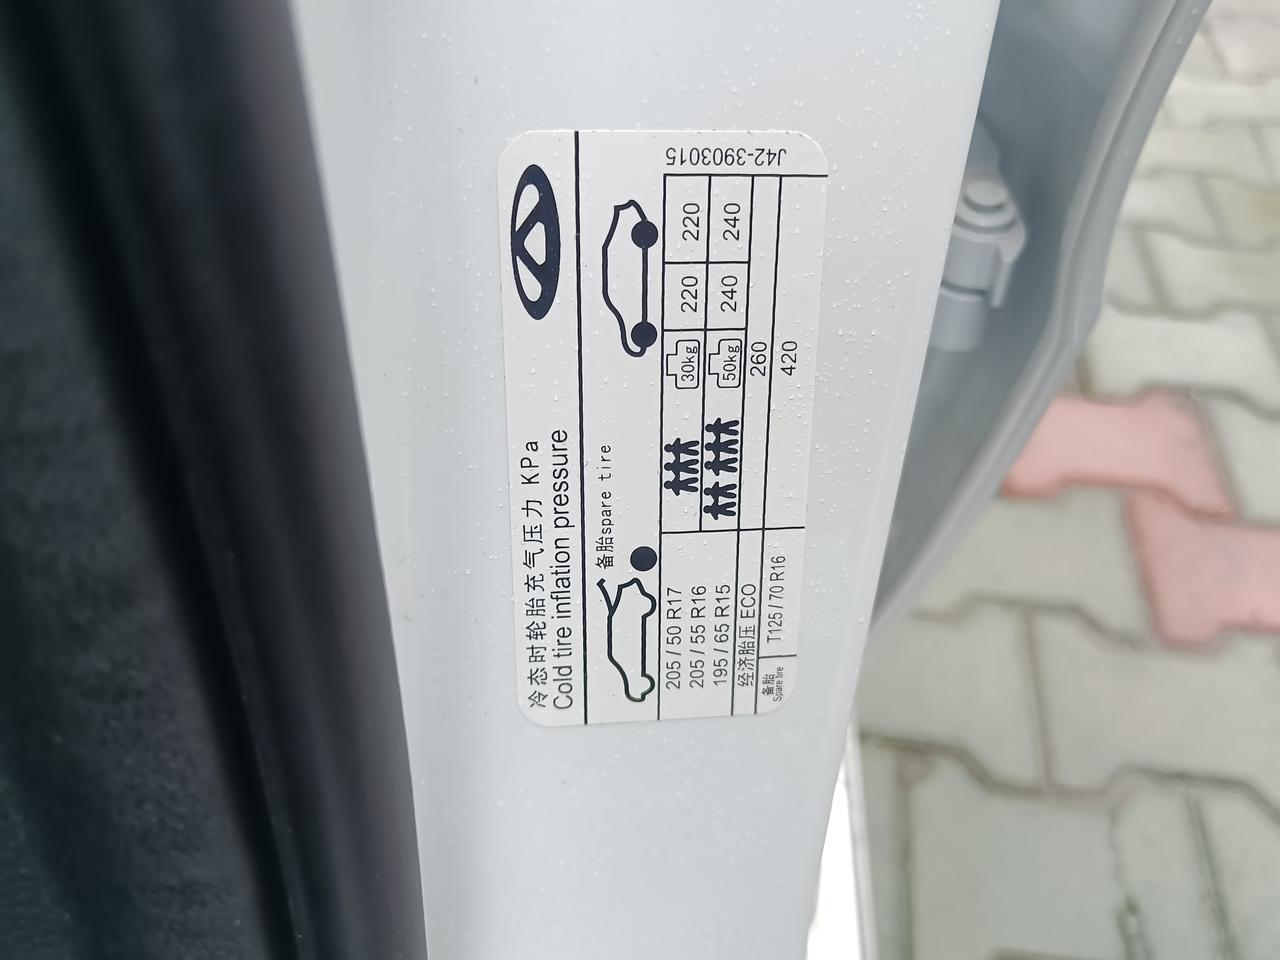 冷态时轮胎充气压力 KPa
Cold tire inflation pressure
备胎spare tire
J42-3903015
205 / 50 R17
205 / 55 R16
195 / 65 R15
30kg 220 220
50kg 240 240
经济胎压 ECO 260
备胎
Spare tire
T125 / 70 R16 420